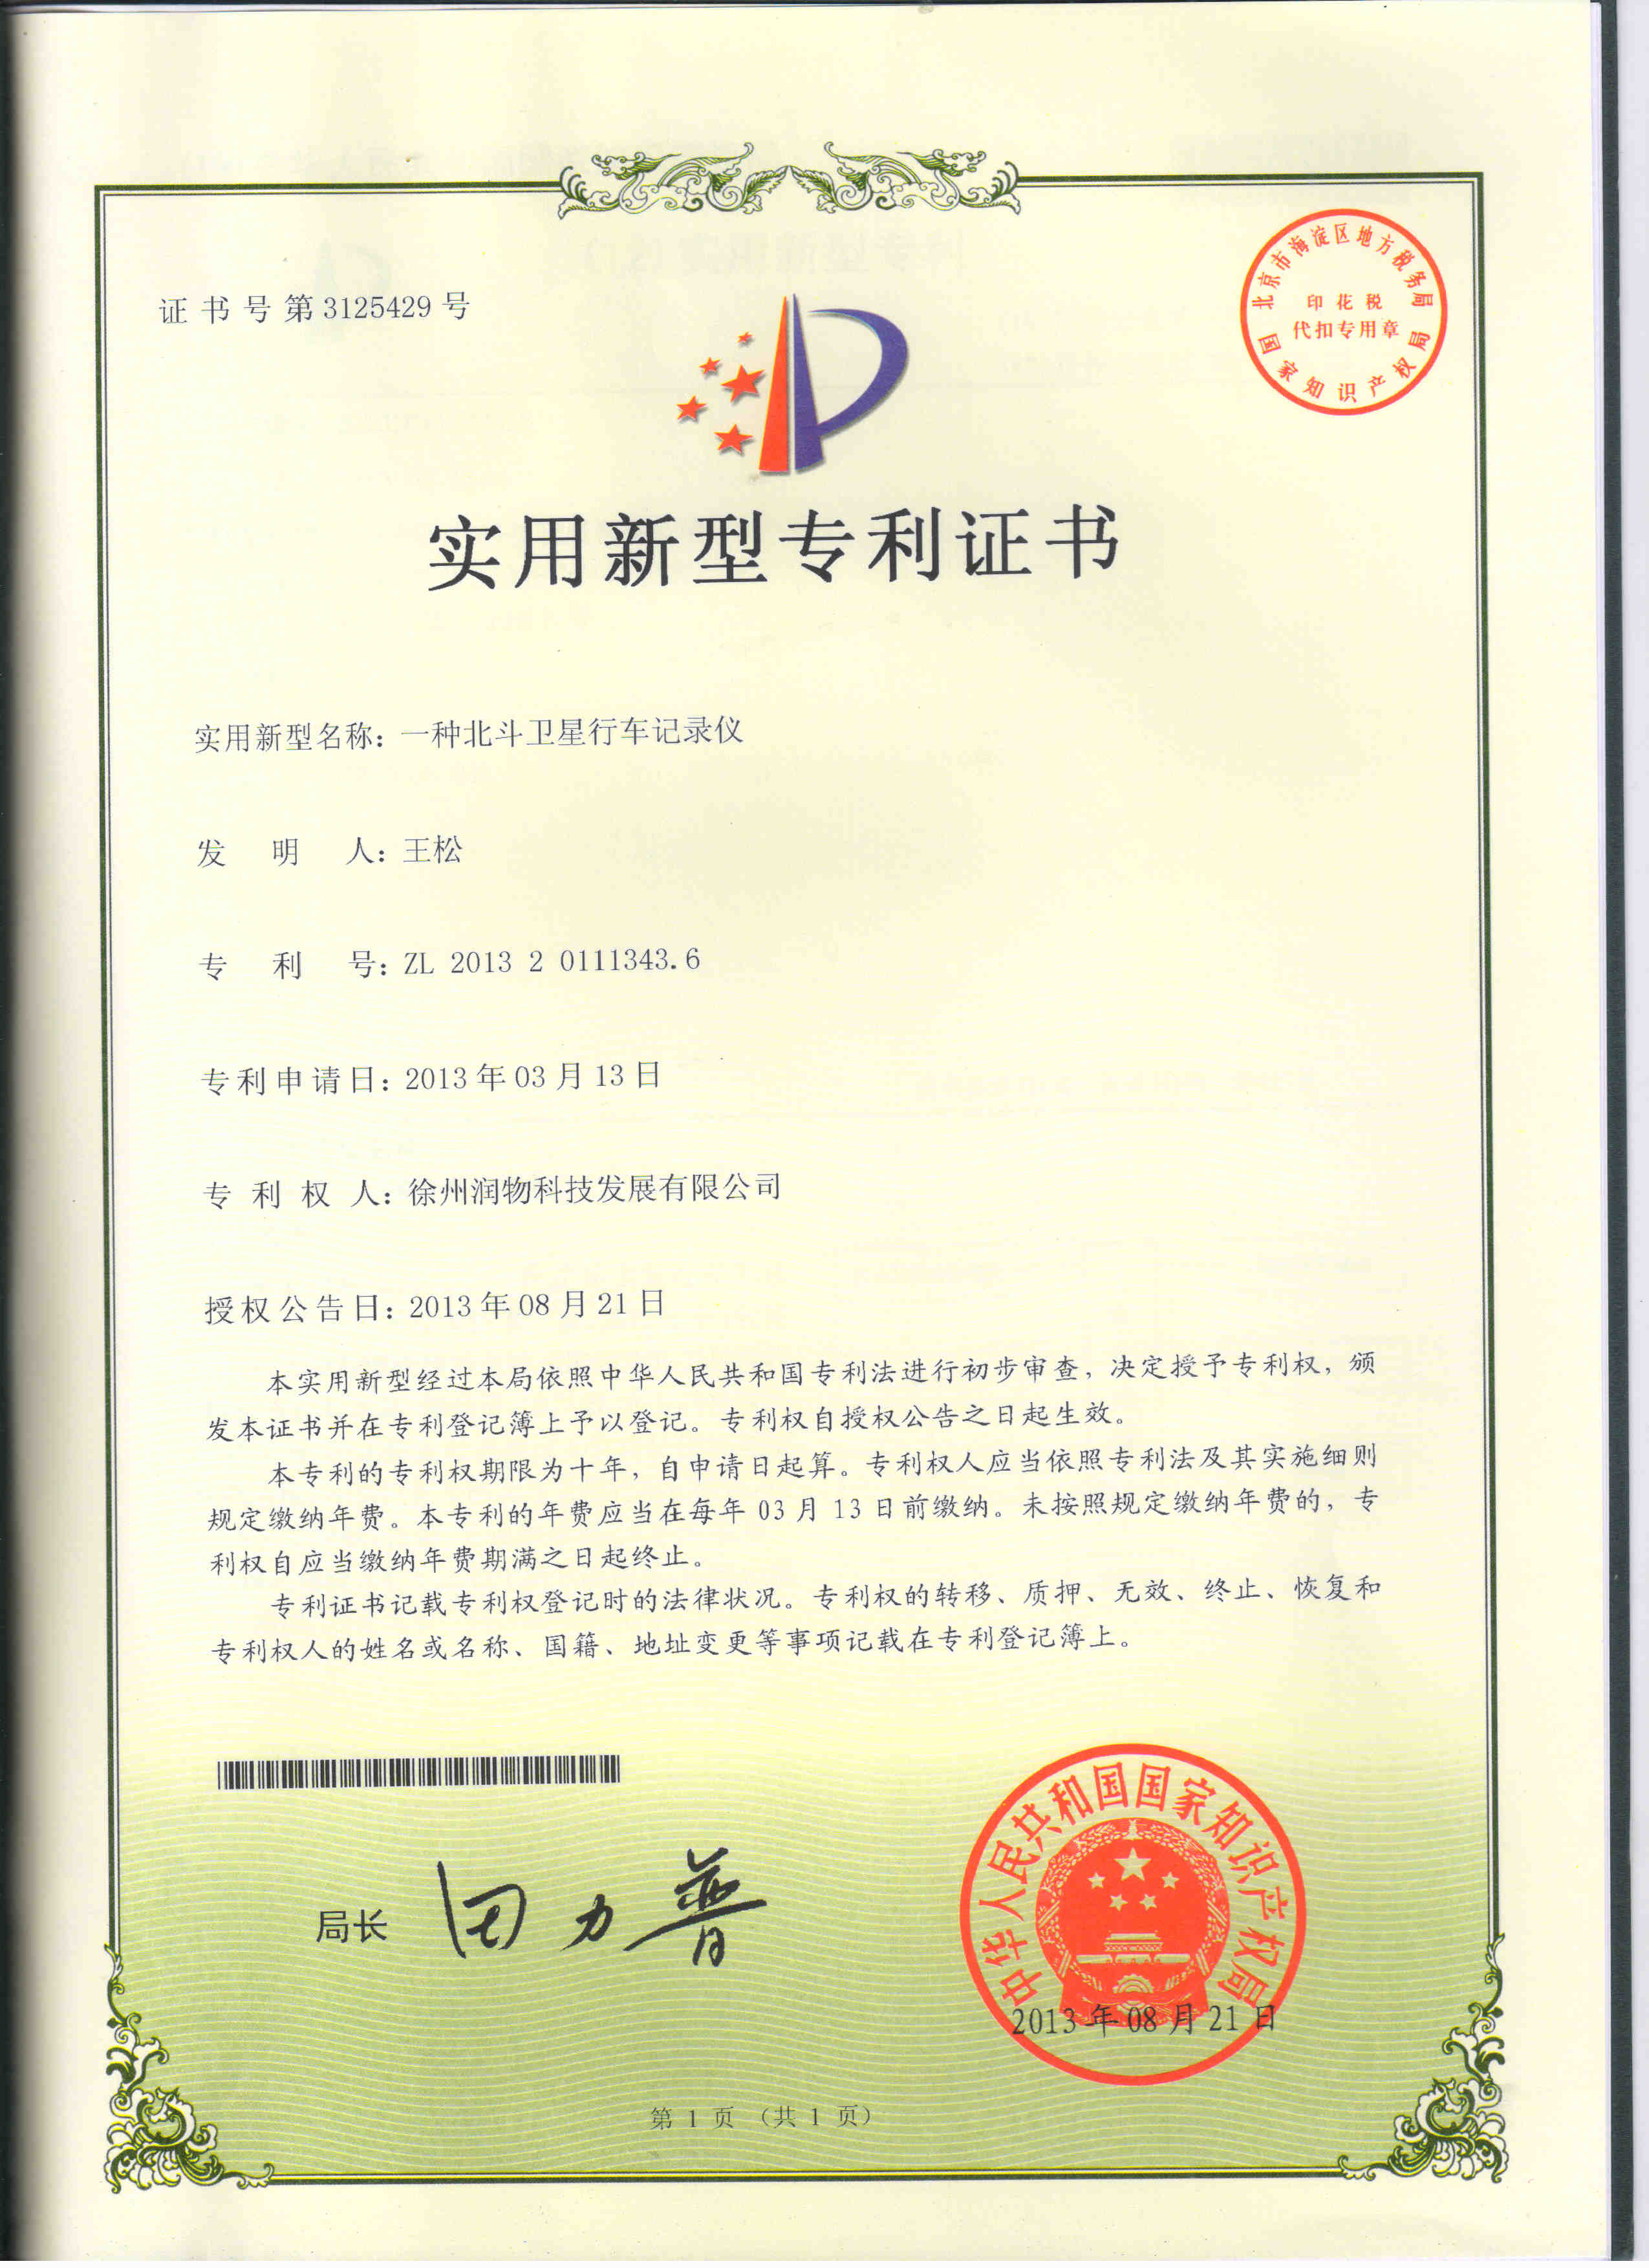 证书号第3125429号
北京市海淀区地方税务局
印花税
代扣专用章
国家知识产权局
实用新型专利证书
实用新型名称：一种北斗卫星行车记录仪
发明人：王松
专利号：ZL 2013 2 0111343.6
专利申请日：2013年03月13日
专利权人：徐州润物科技发展有限公司
授权公告日：2013年08月21日
本实用新型经过本局依照中华人民共和国专利法进行初步审查，决定授予专利权，颁
发本证书并在专利登记簿上予以登记。专利权自授权公告之日起生效。
本专利的专利权期限为十年，自申请日起算。专利权人应当依照专利法及其实施细则
规定缴纳年费。本专利的年费应当在每年 03 月 13 日前缴纳。未按照规定缴纳年费的，专
利权自应当缴纳年费期满之日起终止。
专利证书记载专利权登记时的法律状况。专利权的转移、质押、无效、终止、恢复和
专利权人的姓名或名称、国籍、地址变更等事项记载在专利登记簿上。
局长 田力普
中华人民共和国国家知识产权局
2013年08月21日
第 1 页 （共 1 页）